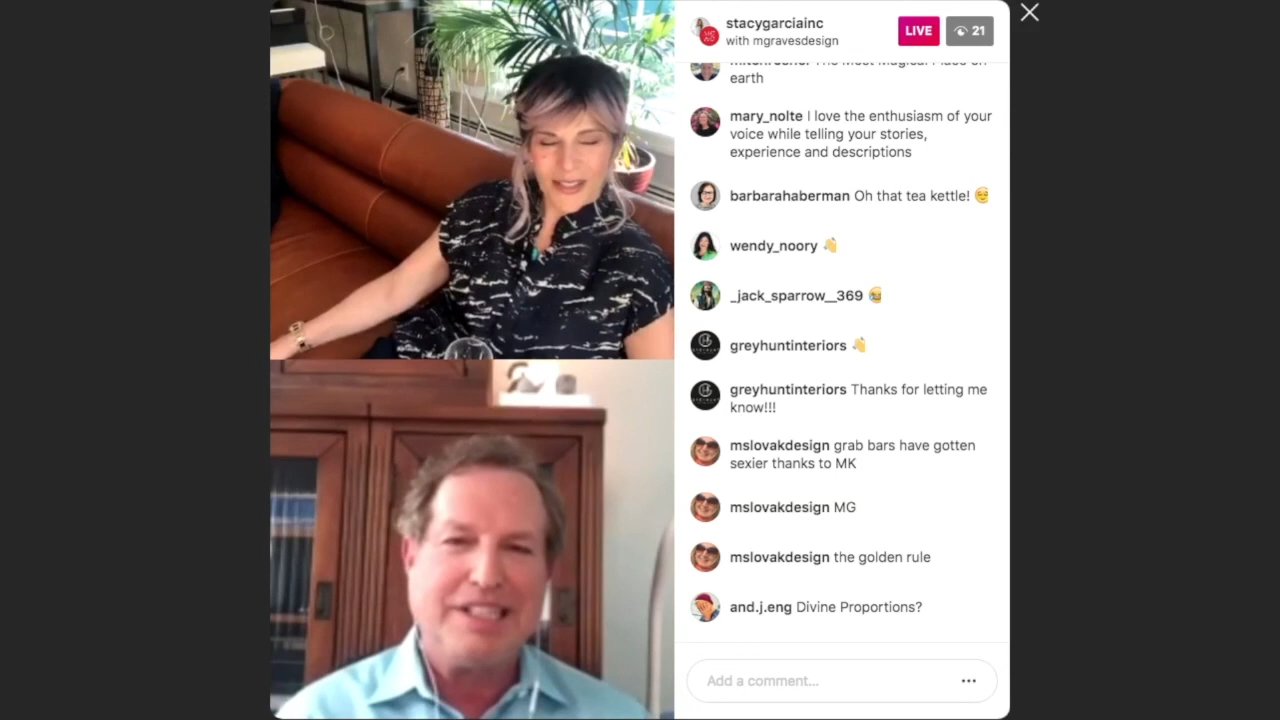 stacygarciainc
with mgravesdesign
LIVE
21
earth
mary_nolte I love the enthusiasm of your
voice while telling your stories,
experience and descriptions
barbarahaberman Oh that tea kettle! 🥲
wendy_noory 👏
_jack_sparrow__369 😂
greyhuntinteriors 👏
greyhuntinteriors Thanks for letting me
know!!!
mslovakdesign grab bars have gotten
sexier thanks to MK
mslovakdesign MG
mslovakdesign the golden rule
and.j.eng Divine Proportions?
Add a comment...